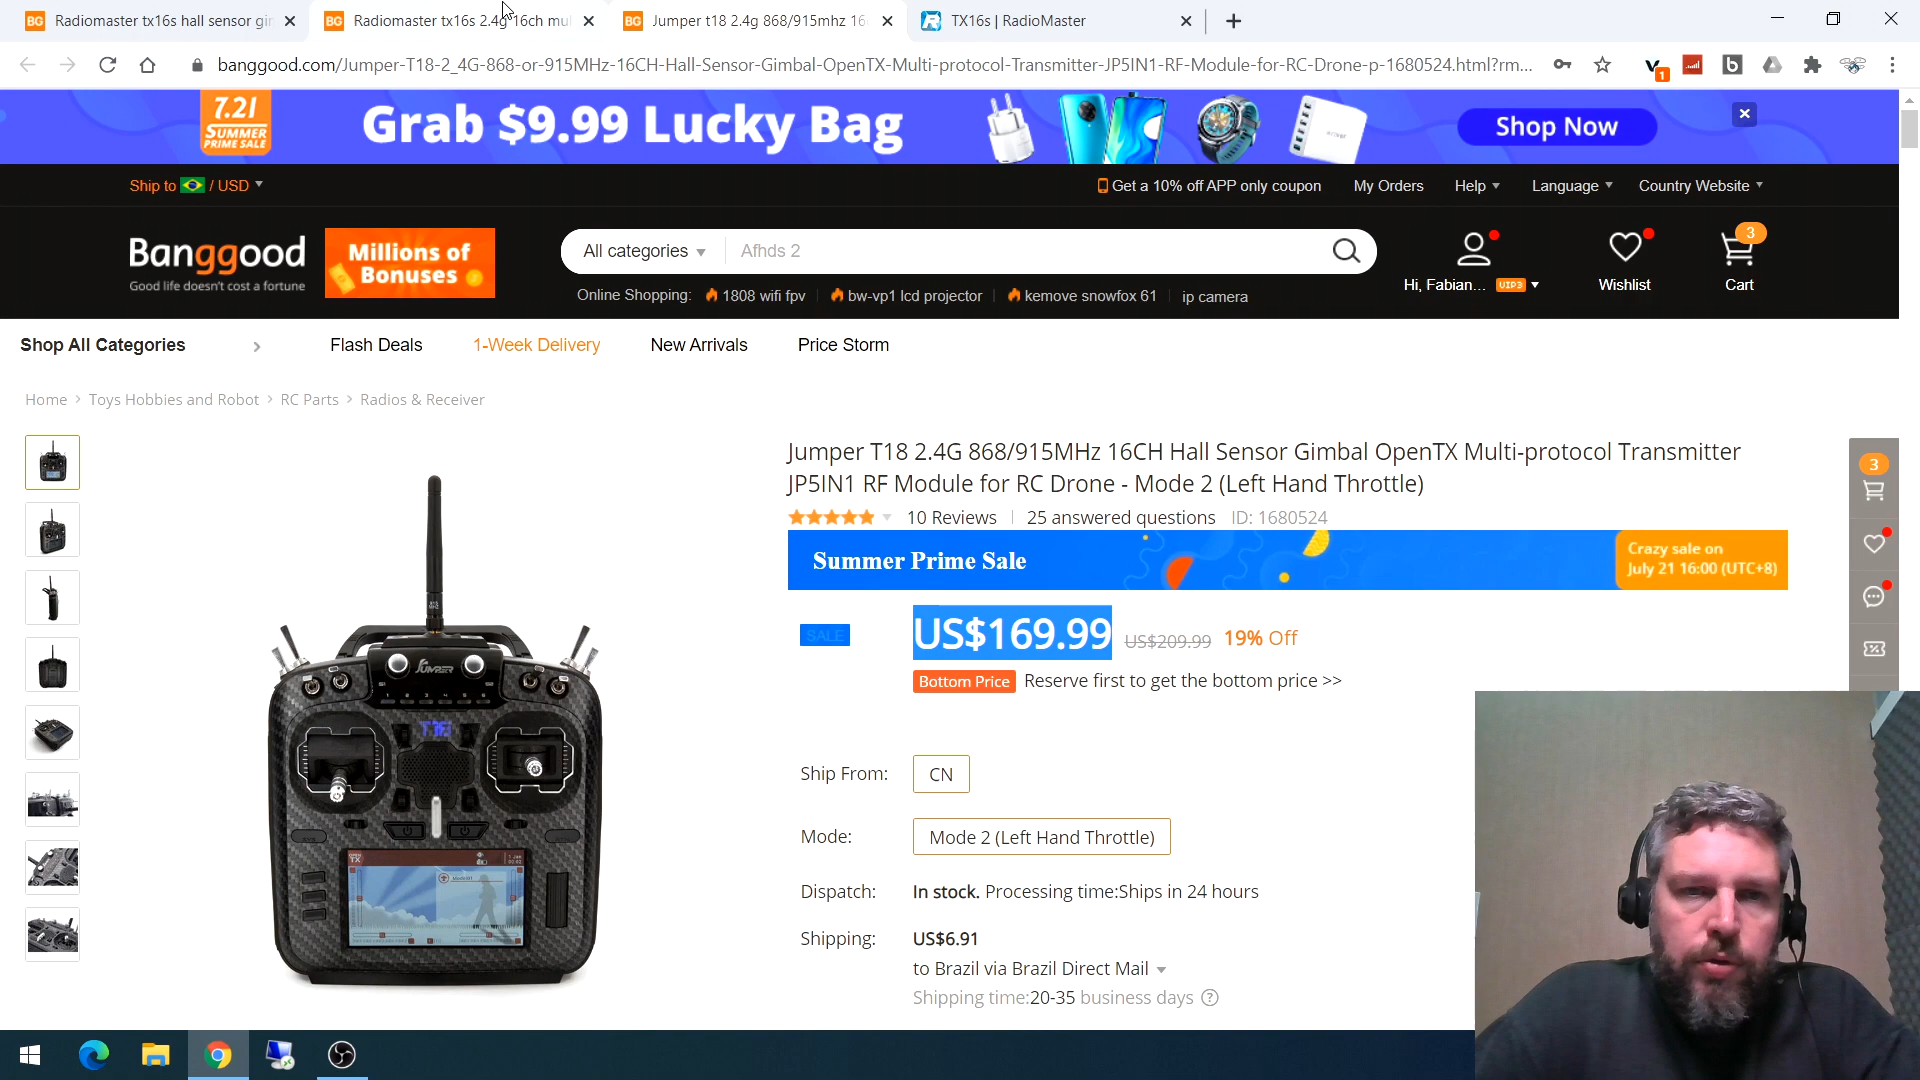 Radiomaster tx16s hall sensor gim
Radiomaster tx16s 2.4g 16ch mul
Jumper t18 2.4g 868/915mhz 16c
TX16s | RadioMaster
banggood.com/Jumper-T18-2_4G-868-or-915MHz-16CH-Hall-Sensor-Gimbal-OpenTX-Multi-protocol-Transmitter-JP5IN1-RF-Module-for-RC-Drone-p-1680524.html?rm...
7.21
SUMMER
PRIME SALE
Grab $9.99 Lucky Bag
Shop Now
Ship to / USD
Get a 10% off APP only coupon
My Orders
Help
Language
Country Website
Banggood
Good life doesn't cost a fortune
Millions of
Bonuses
All categories
Afhds 2
Online Shopping: 1808 wifi fpv bw-vp1 lcd projector kemove snowfox 61 ip camera
Hi, Fabian... VIP3
Wishlist
3
Cart
Shop All Categories
Flash Deals
1-Week Delivery
New Arrivals
Price Storm
Home > Toys Hobbies and Robot > RC Parts > Radios & Receiver
Jumper T18 2.4G 868/915MHz 16CH Hall Sensor Gimbal OpenTX Multi-protocol Transmitter
JP5IN1 RF Module for RC Drone - Mode 2 (Left Hand Throttle)
10 Reviews | 25 answered questions ID: 1680524
Summer Prime Sale
Crazy sale on
July 21 16:00 (UTC+8)
SALE
US$169.99 US$209.99 19% Off
Bottom Price Reserve first to get the bottom price >>
Ship From: CN
Mode: Mode 2 (Left Hand Throttle)
Dispatch: In stock. Processing time:Ships in 24 hours
Shipping: US$6.91
to Brazil via Brazil Direct Mail
Shipping time:20-35 business days
3
JUMPER
T18